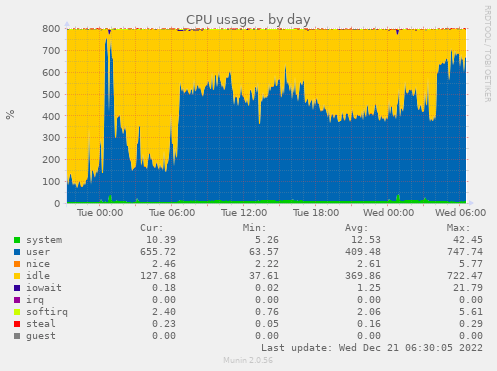 CPU usage - by day
RRDTOOL / TOBI OETIKER
%
800
700
600
500
400
300
200
100
0
Tue 00:00 Tue 06:00 Tue 12:00 Tue 18:00 Wed 00:00 Wed 06:00
Cur: Min: Avg: Max:
system 10.39 5.26 12.53 42.45
user 655.72 63.57 409.48 747.74
nice 2.46 2.22 2.61 5.77
idle 127.68 37.61 369.86 722.47
iowait 0.18 0.02 1.25 21.79
irq 0.00 0.00 0.00 0.00
softirq 2.40 0.76 2.06 5.61
steal 0.23 0.05 0.16 0.29
guest 0.00 0.00 0.00 0.00
Last update: Wed Dec 21 06:30:05 2022
Munin 2.0.56